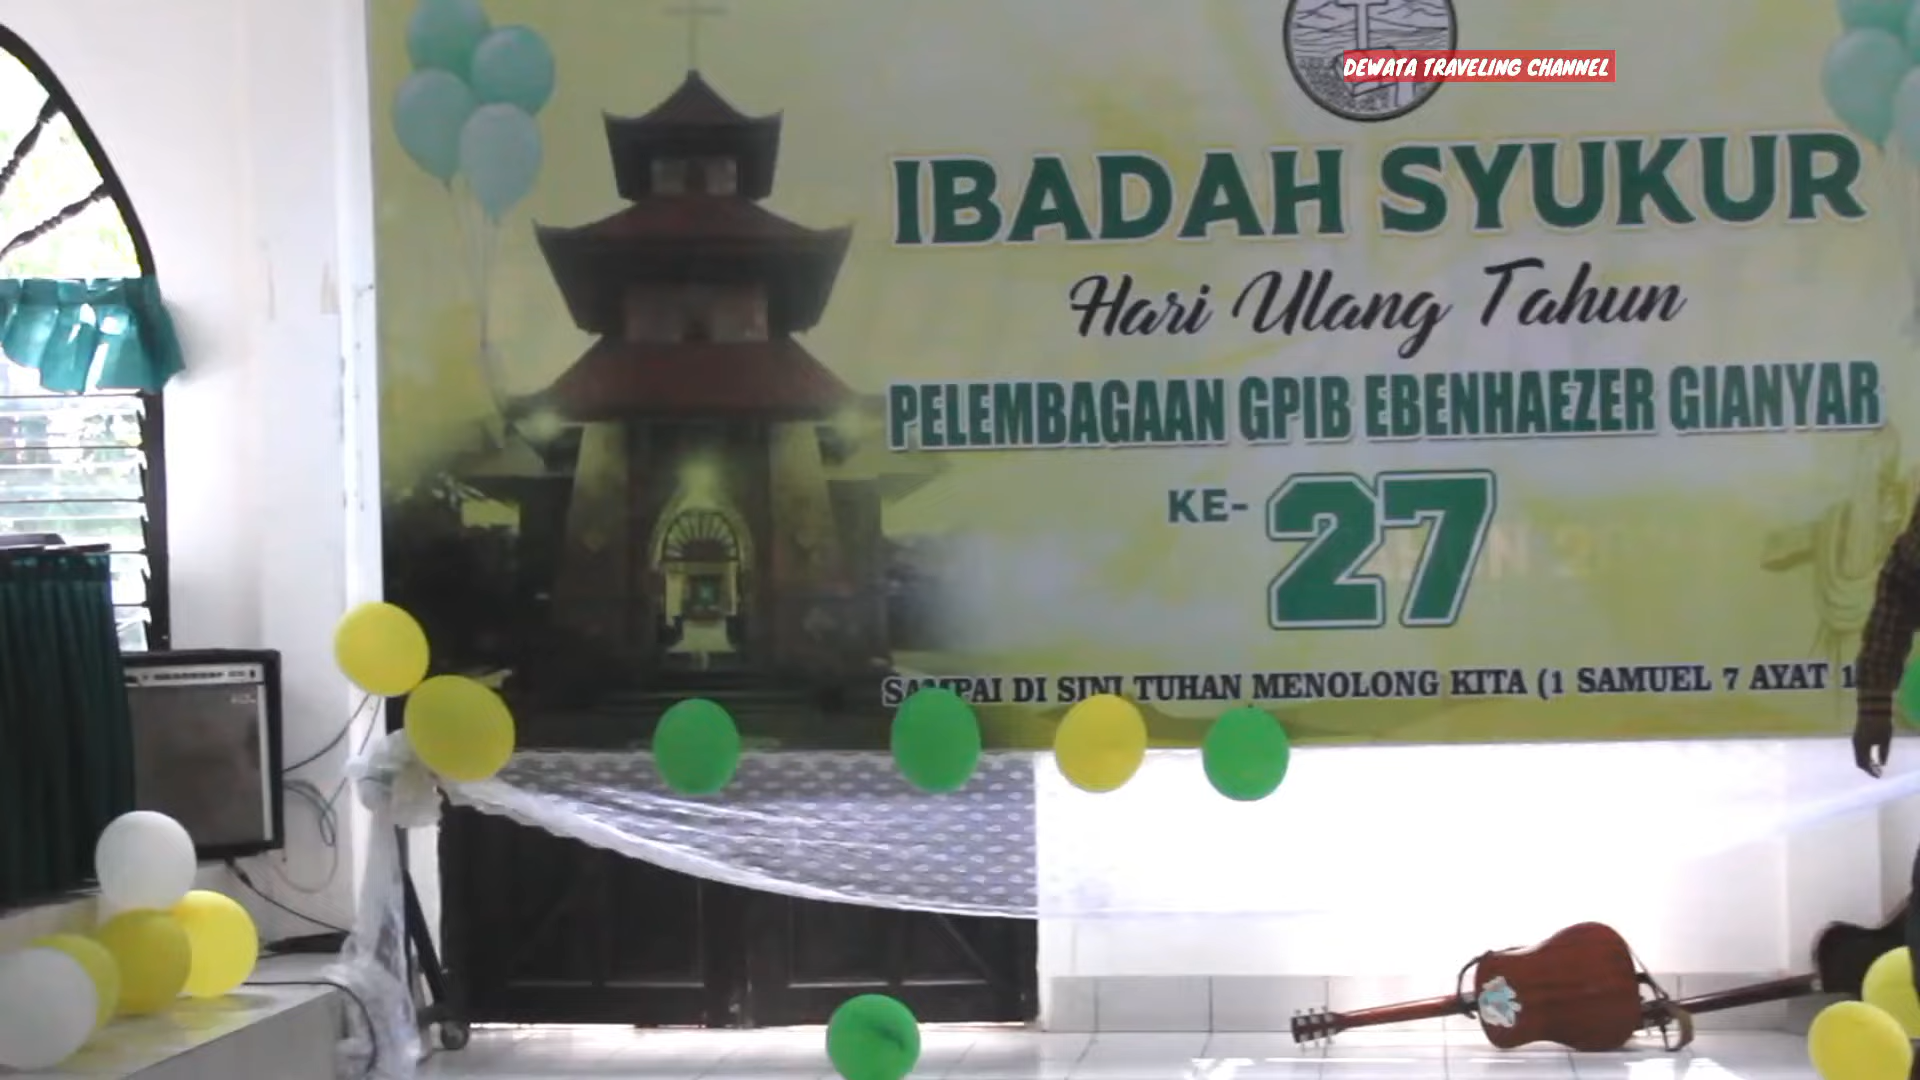 DEWATA TRAVELING CHANNEL
IBADAH SYUKUR
Hari Ulang Tahun
PELEMBAGAAN GPIB EBENHAEZER GIANYAR
KE- 27
SAMPAI DI SINI TUHAN MENOLONG KITA (1 SAMUEL 7 AYAT 1